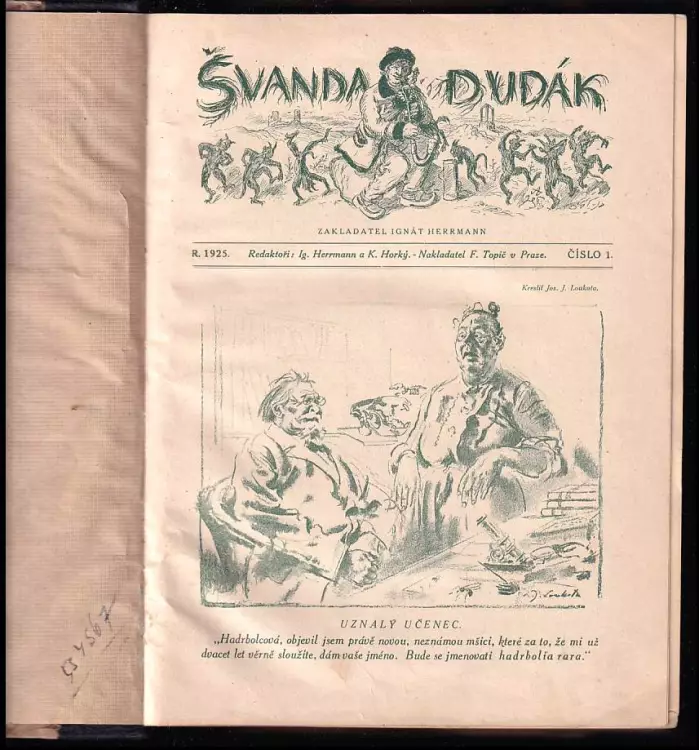 ŠVANDA DUDÁK
ZAKLADATEL IGNÁT HERRMANN
R. 1925. Redaktoři: Ig. Herrmann a K. Horký. - Nakladatel F. Topič v Praze. ČÍSLO 1.
Kreslil Jos. J. Loukota.
J. Loukota
UZNALÝ UČENEC.
„Hadrbolcová, objevil jsem právě novou, neznámou mšici, které za to, že mi už
dvacet let věrně sloužíte, dám vaše jméno. Bude se jmenovati hadrbolia rara.“